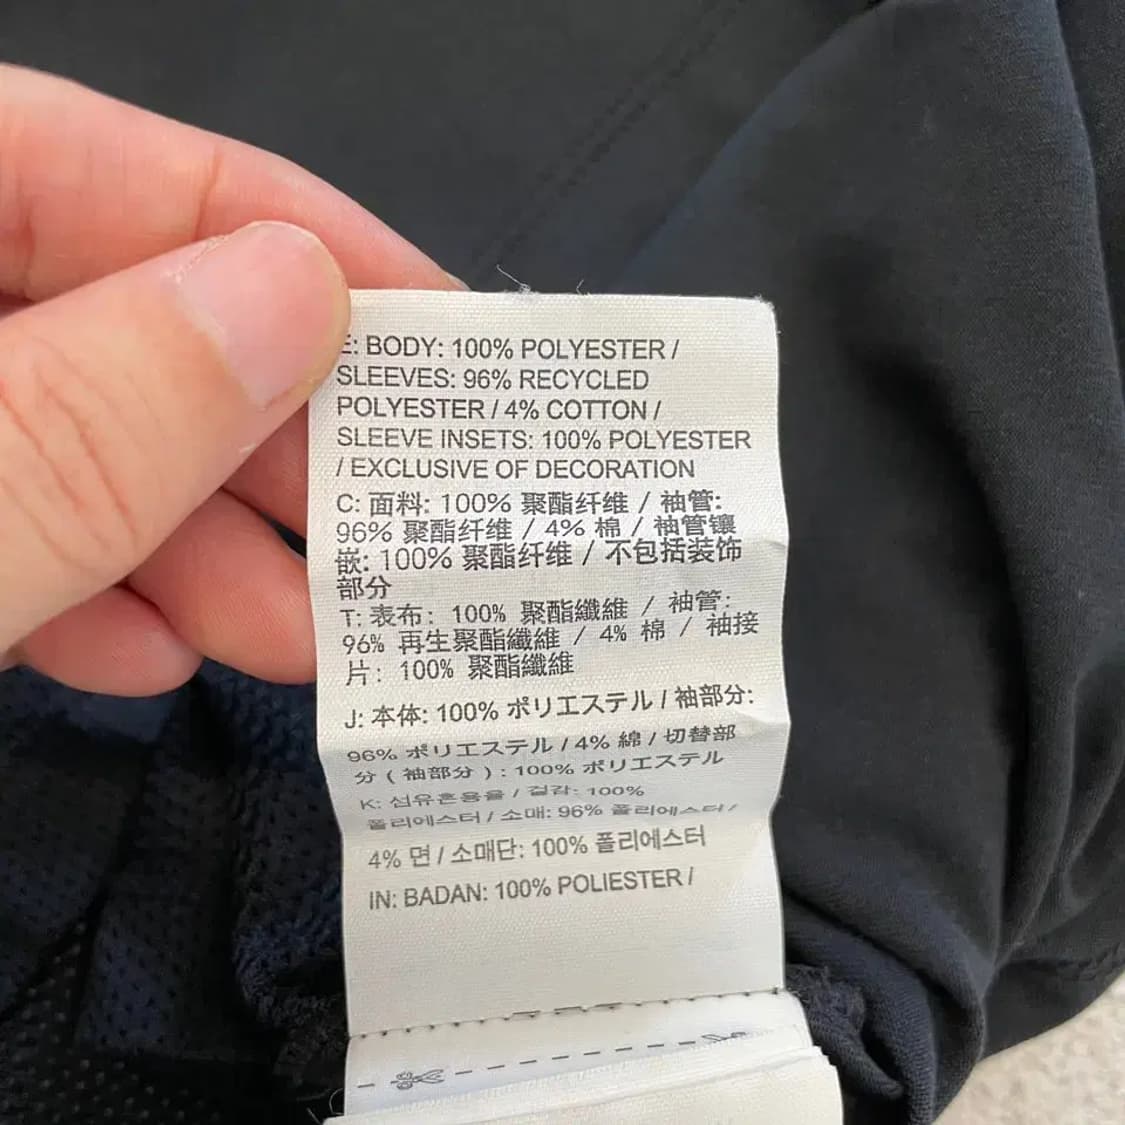 E: BODY: 100% POLYESTER /
SLEEVES: 96% RECYCLED
POLYESTER / 4% COTTON /
SLEEVE INSETS: 100% POLYESTER
/ EXCLUSIVE OF DECORATION
C: 面料: 100% 聚酯纤维 / 袖管:
96% 聚酯纤维 / 4% 棉 / 袖管镶
嵌: 100% 聚酯纤维 / 不包括装饰
部分
T: 表布: 100% 聚酯纖維 / 袖管:
96% 再生聚酯纖維 / 4% 棉 / 袖接
片: 100% 聚酯纖維
J: 本体: 100% ポリエステル / 袖部分:
96% ポリエステル / 4% 綿 / 切替部
分 ( 袖部分 ) : 100% ポリエステル
K: 섬유혼용율 / 겉감: 100%
폴리에스터 / 소매: 96% 폴리에스터 /
4% 면 / 소매단: 100% 폴리에스터
IN: BADAN: 100% POLIESTER /